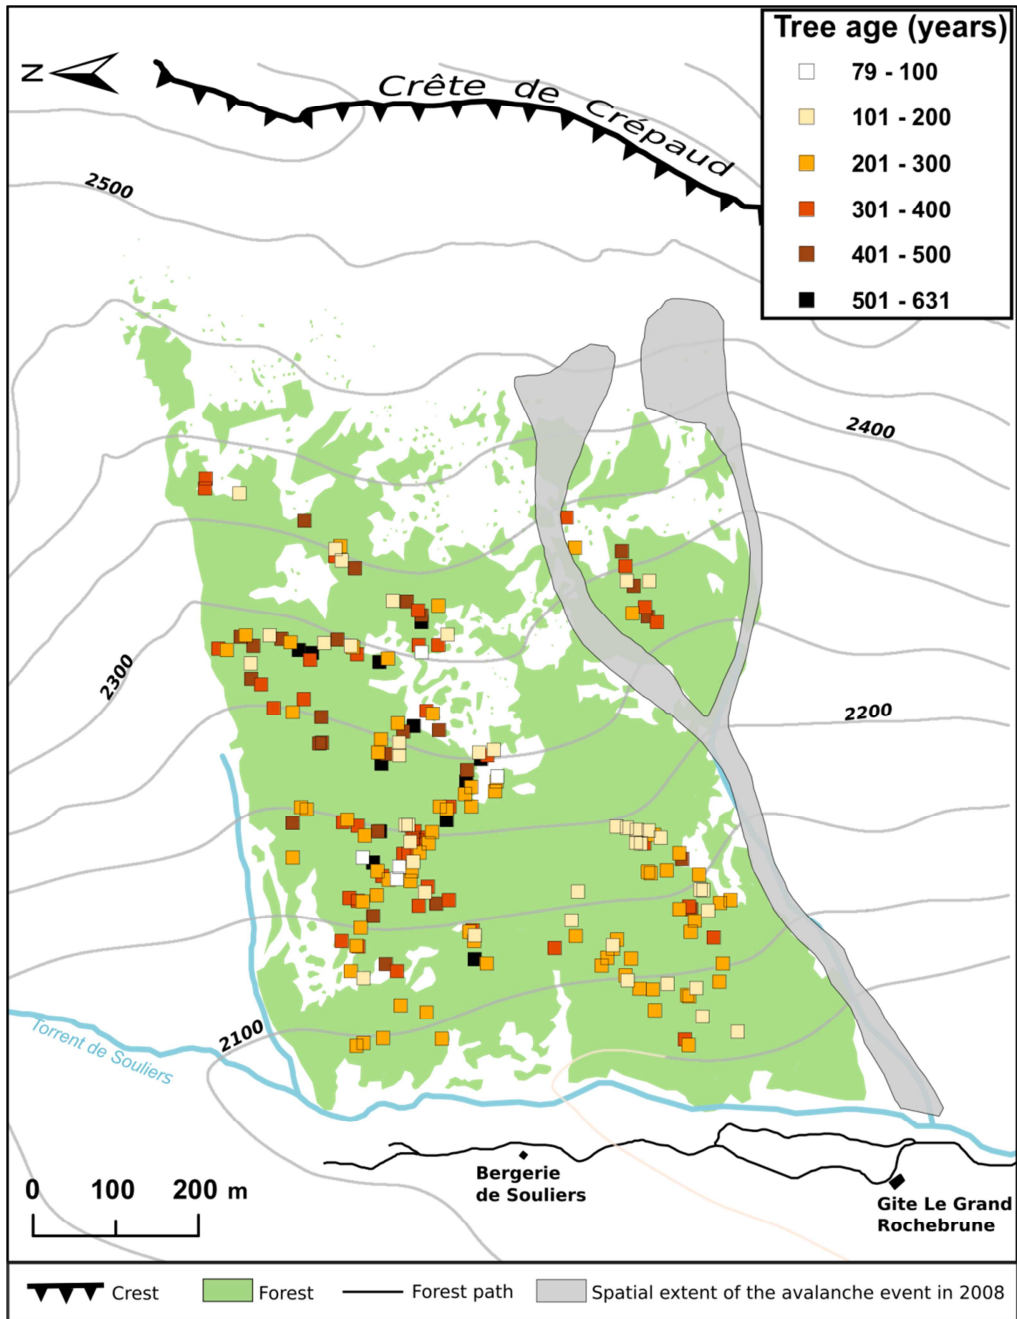 Tree age (years)
79 - 100
101 - 200
201 - 300
301 - 400
401 - 500
501 - 631
N
Crête de Crépaud
2500
2400
2300
2200
2100
Torrent de Souliers
Bergerie
de Souliers
Gite Le Grand
Rochebrune
0 100 200 m
Crest
Forest
Forest path
Spatial extent of the avalanche event in 2008